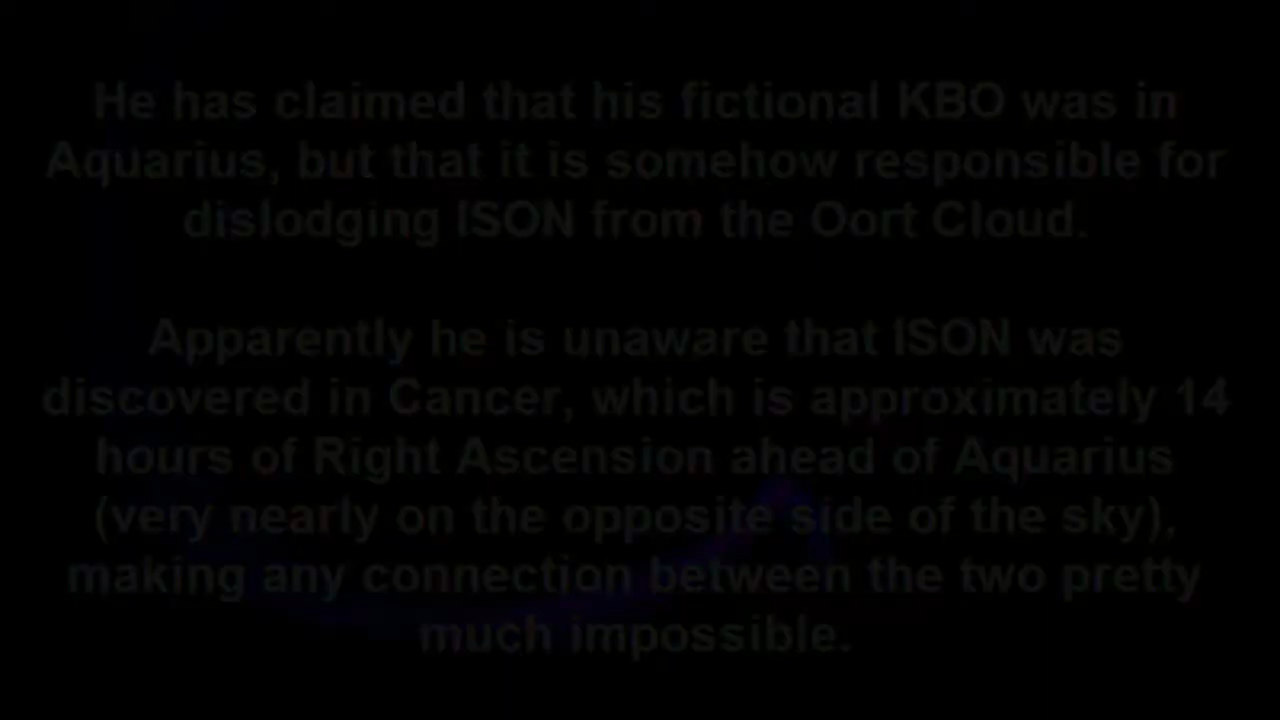 He has claimed that his fictional KBO was in
Aquarius, but that it is somehow responsible for
dislodging ISON from the Oort Cloud.
Apparently he is unaware that ISON was
discovered in Cancer, which is approximately 14
hours of Right Ascension ahead of Aquarius
(very nearly on the opposite side of the sky),
making any connection between the two pretty
much impossible.